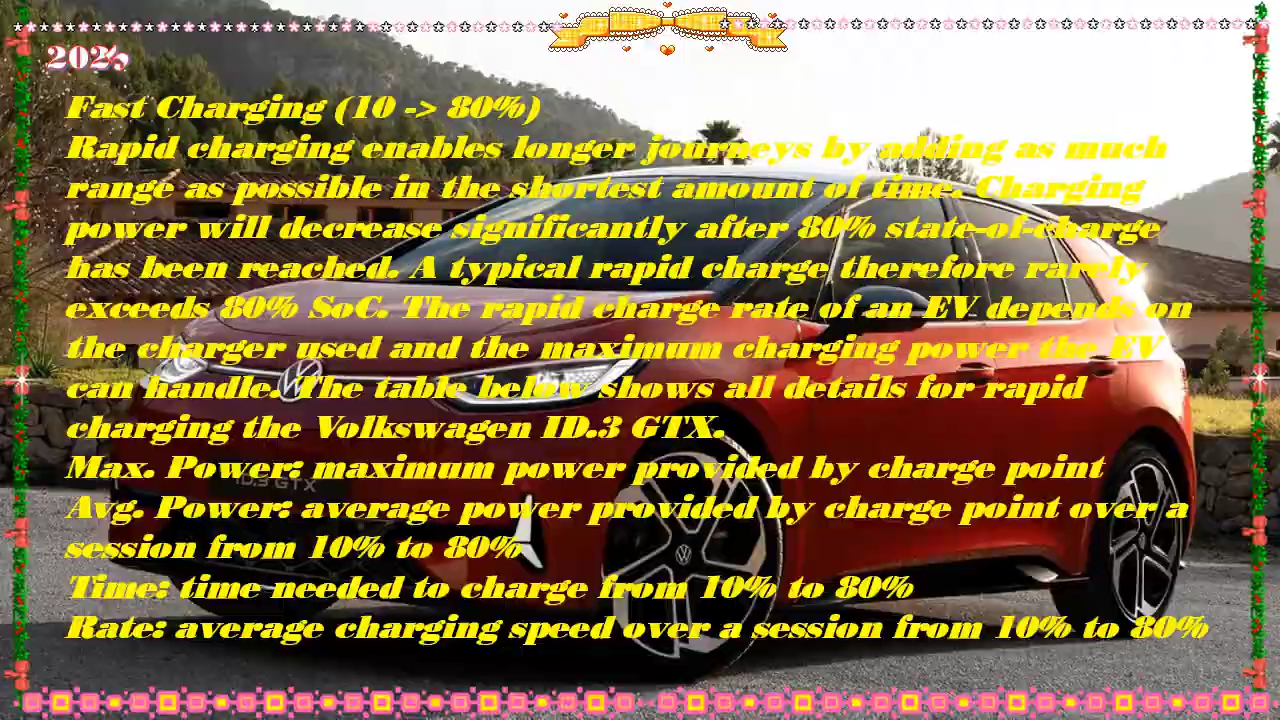 2025
Fast Charging (10 -> 80%)
Rapid charging enables longer journeys by adding as much
range as possible in the shortest amount of time. Charging
power will decrease significantly after 80% state-of-charge
has been reached. A typical rapid charge therefore rarely
exceeds 80% SoC. The rapid charge rate of an EV depends on
the charger used and the maximum charging power the EV
can handle. The table below shows all details for rapid
charging the Volkswagen ID.3 GTX.
Max. Power: maximum power provided by charge point
ID.3 GTX
Avg. Power: average power provided by charge point over a
session from 10% to 80%
Time: time needed to charge from 10% to 80%
Rate: average charging speed over a session from 10% to 80%